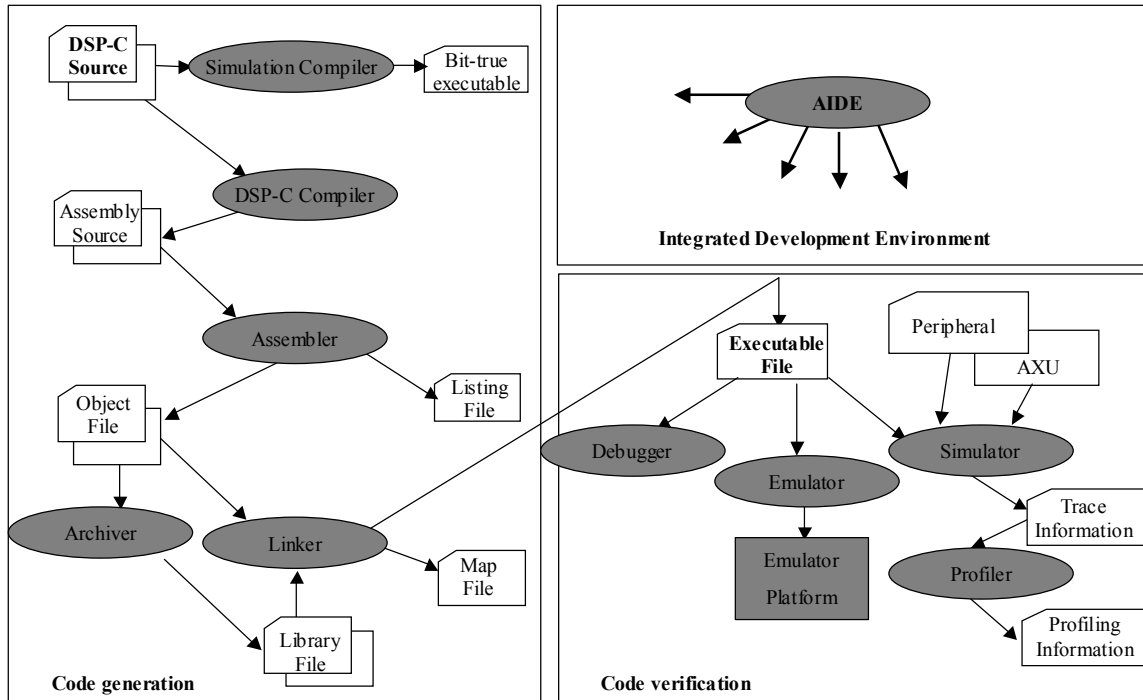 DSP-C
Source
Simulation Compiler
Bit-true
executable
DSP-C Compiler
Assembly
Source
Assembler
Listing
File
Object
File
Archiver
Linker
Map
File
Library
File
Code generation
AIDE
Integrated Development Environment
Executable
File
Peripheral
AXU
Debugger
Simulator
Emulator
Trace
Information
Emulator
Platform
Profiler
Profiling
Information
Code verification